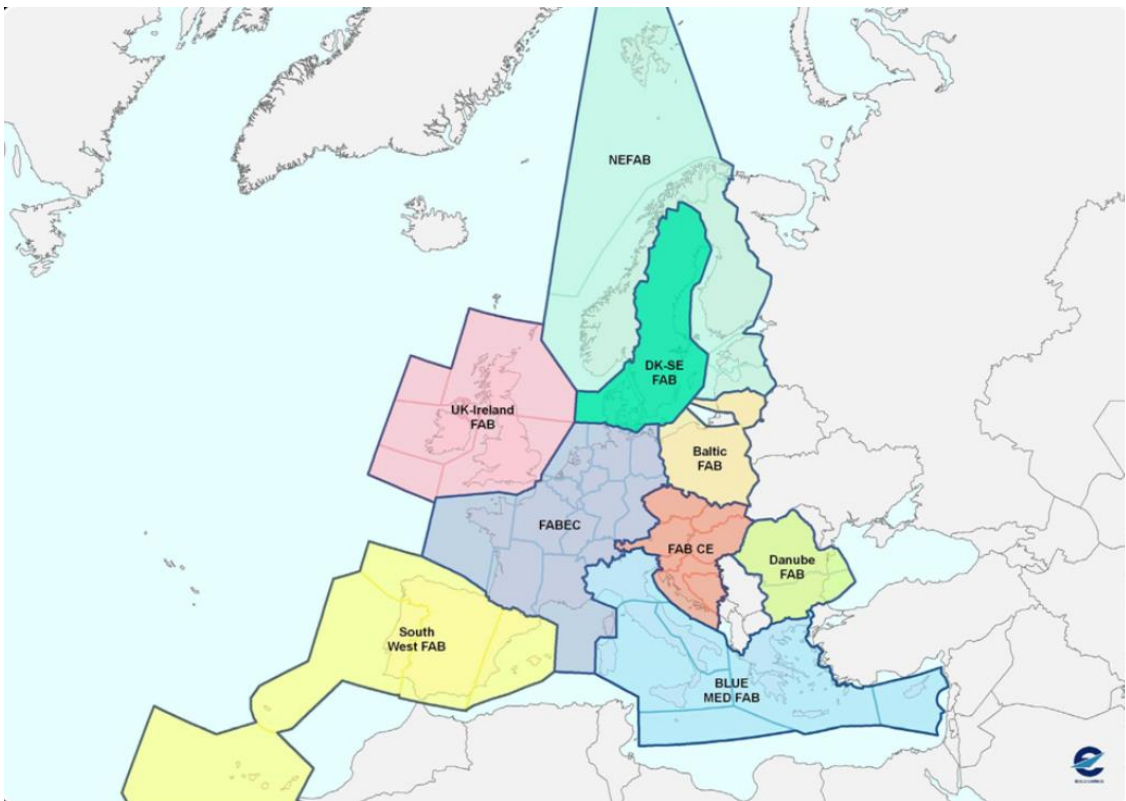 NEFAB
DK-SE
FAB
UK-Ireland
FAB
Baltic
FAB
FABEC
FAB CE
Danube
FAB
South
West FAB
BLUE
MED FAB